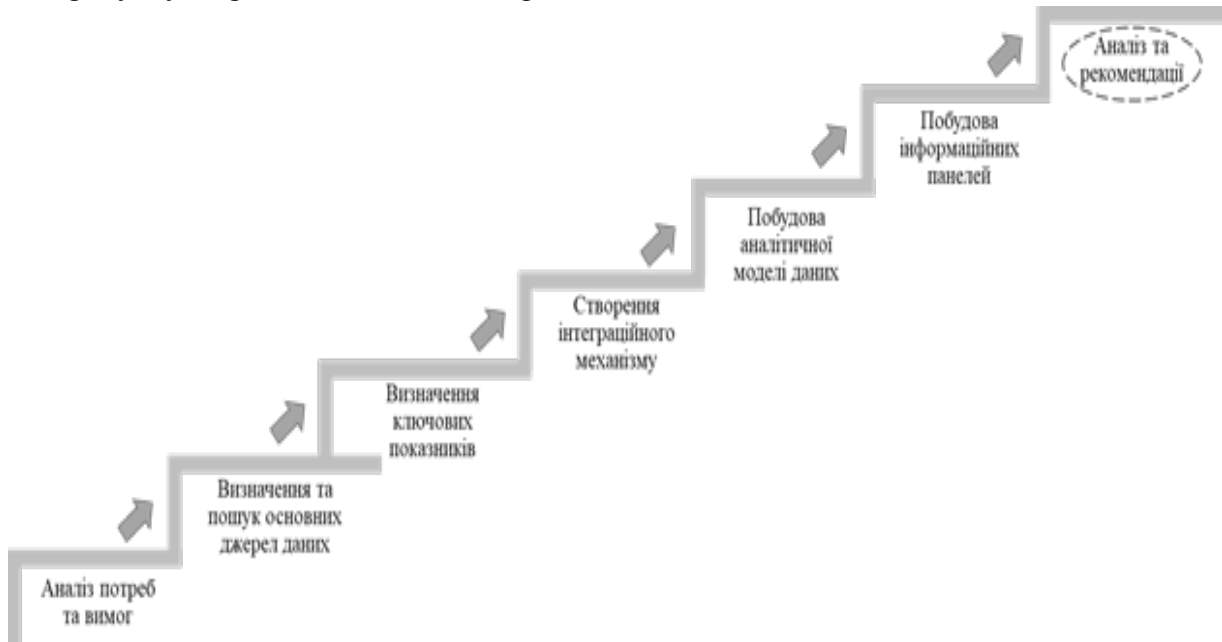 Аналіз та
рекомендації
Побудова
інформаційних
панелей
Побудова
аналітичної
моделі даних
Створення
інтеграційного
механізму
Визначення
ключових
показників
Визначення та
пошук основних
джерел даних
Аналіз потреб
та вимог